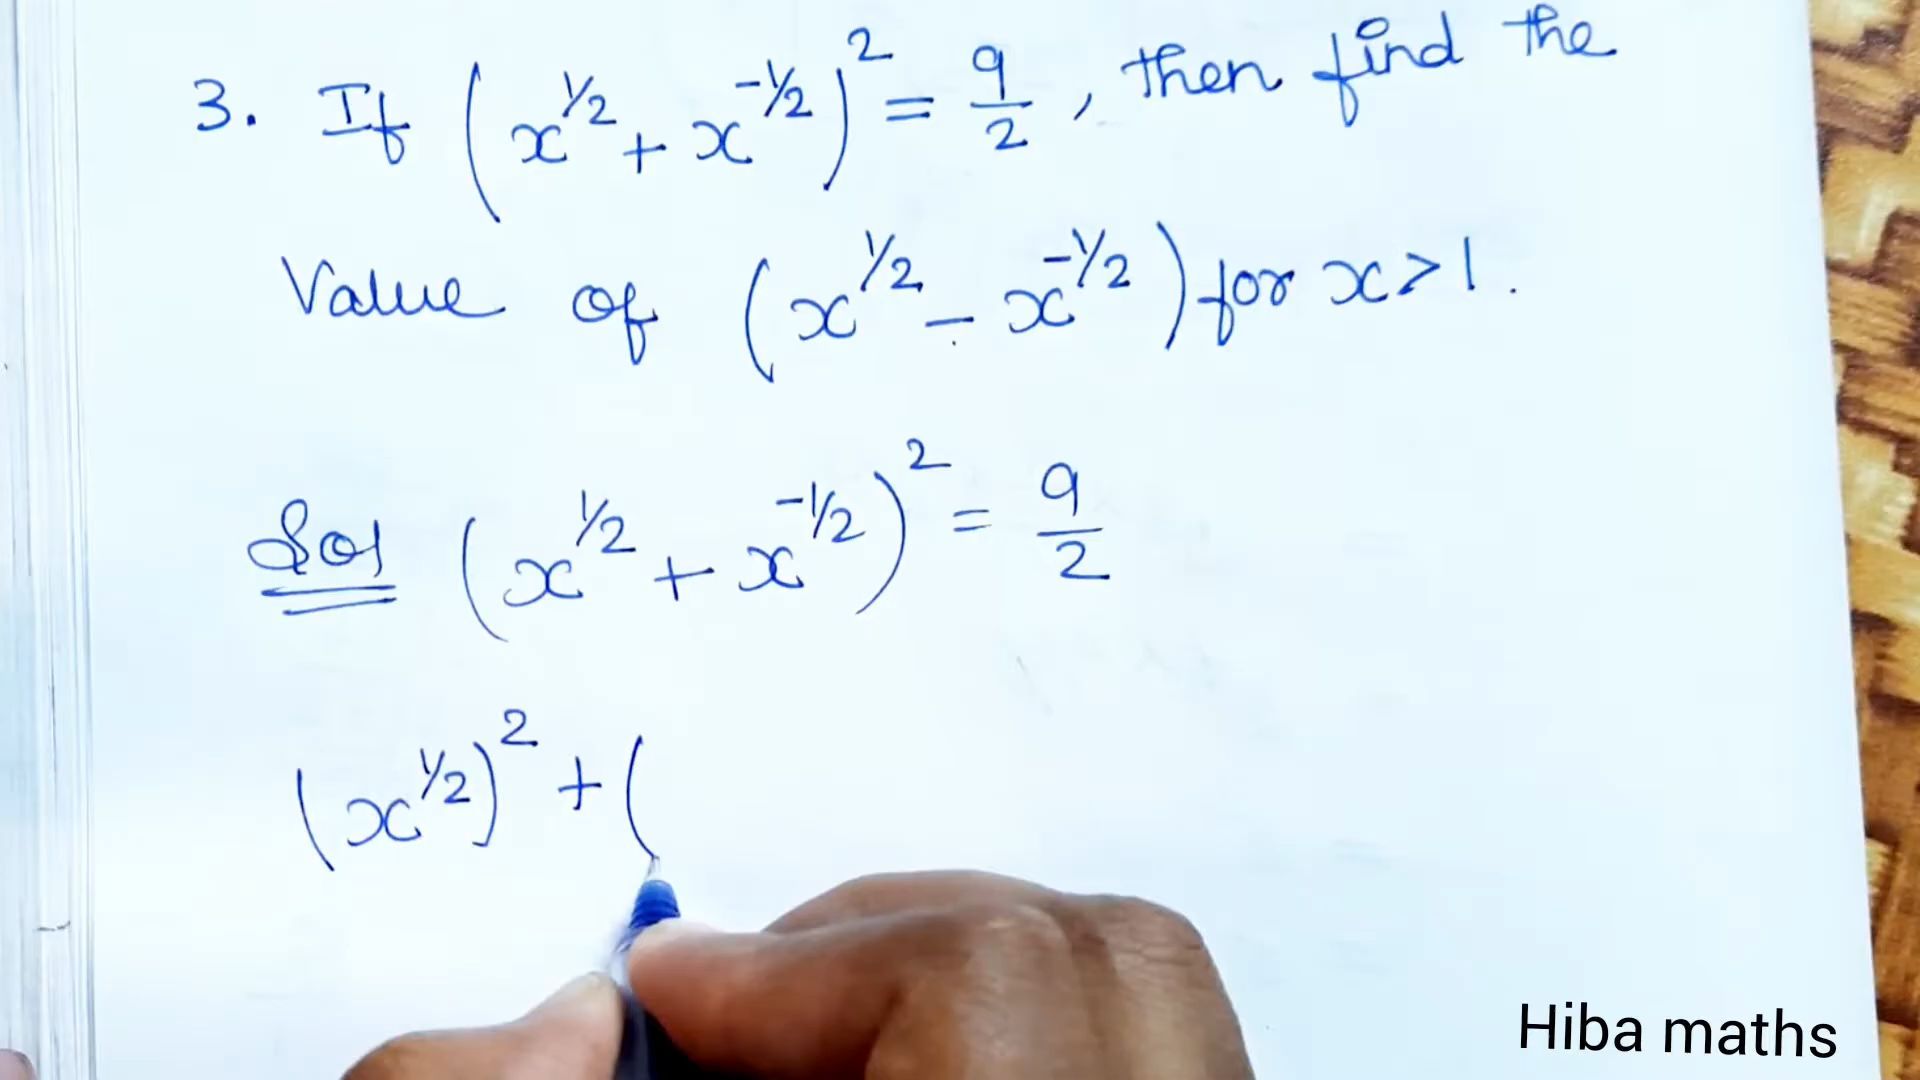 3. If (x^1/2 + x^-1/2)^2 = 9/2, then find the
Value of (x^1/2 - x^-1/2) for x > 1.
Sol (x^1/2 + x^-1/2)^2 = 9/2
(x^1/2)^2 + (
Hiba maths